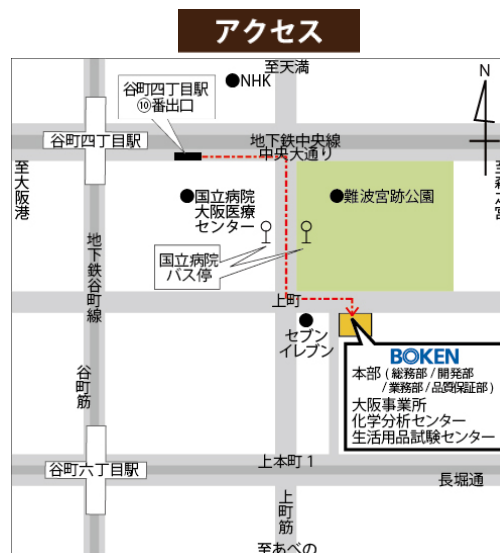 アクセス
至天満
NHK
N
谷町四丁目駅
⑩番出口
谷町四丁目駅
地下鉄中央線
中央大通り
至大阪港
至森之宮
国立病院
大阪医療
センター
難波宮跡公園
国立病院
バス停
地下鉄谷町線
上町
セブン
イレブン
BOKEN
本部(総務部/開発部
/業務部/品質保証部)
大阪事業所
化学分析センター
生活用品試験センター
谷町筋
谷町六丁目駅
上本町1
長堀通
上町筋
至あべの